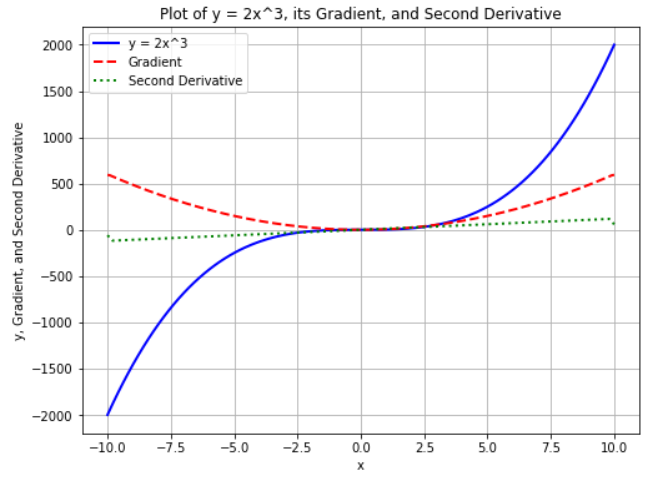 Plot of y = 2x^3, its Gradient, and Second Derivative
y = 2x^3
Gradient
Second Derivative
y, Gradient, and Second Derivative
2000
1500
1000
500
0
−500
−1000
−1500
−2000
−10.0 −7.5 −5.0 −2.5 0.0 2.5 5.0 7.5 10.0
x